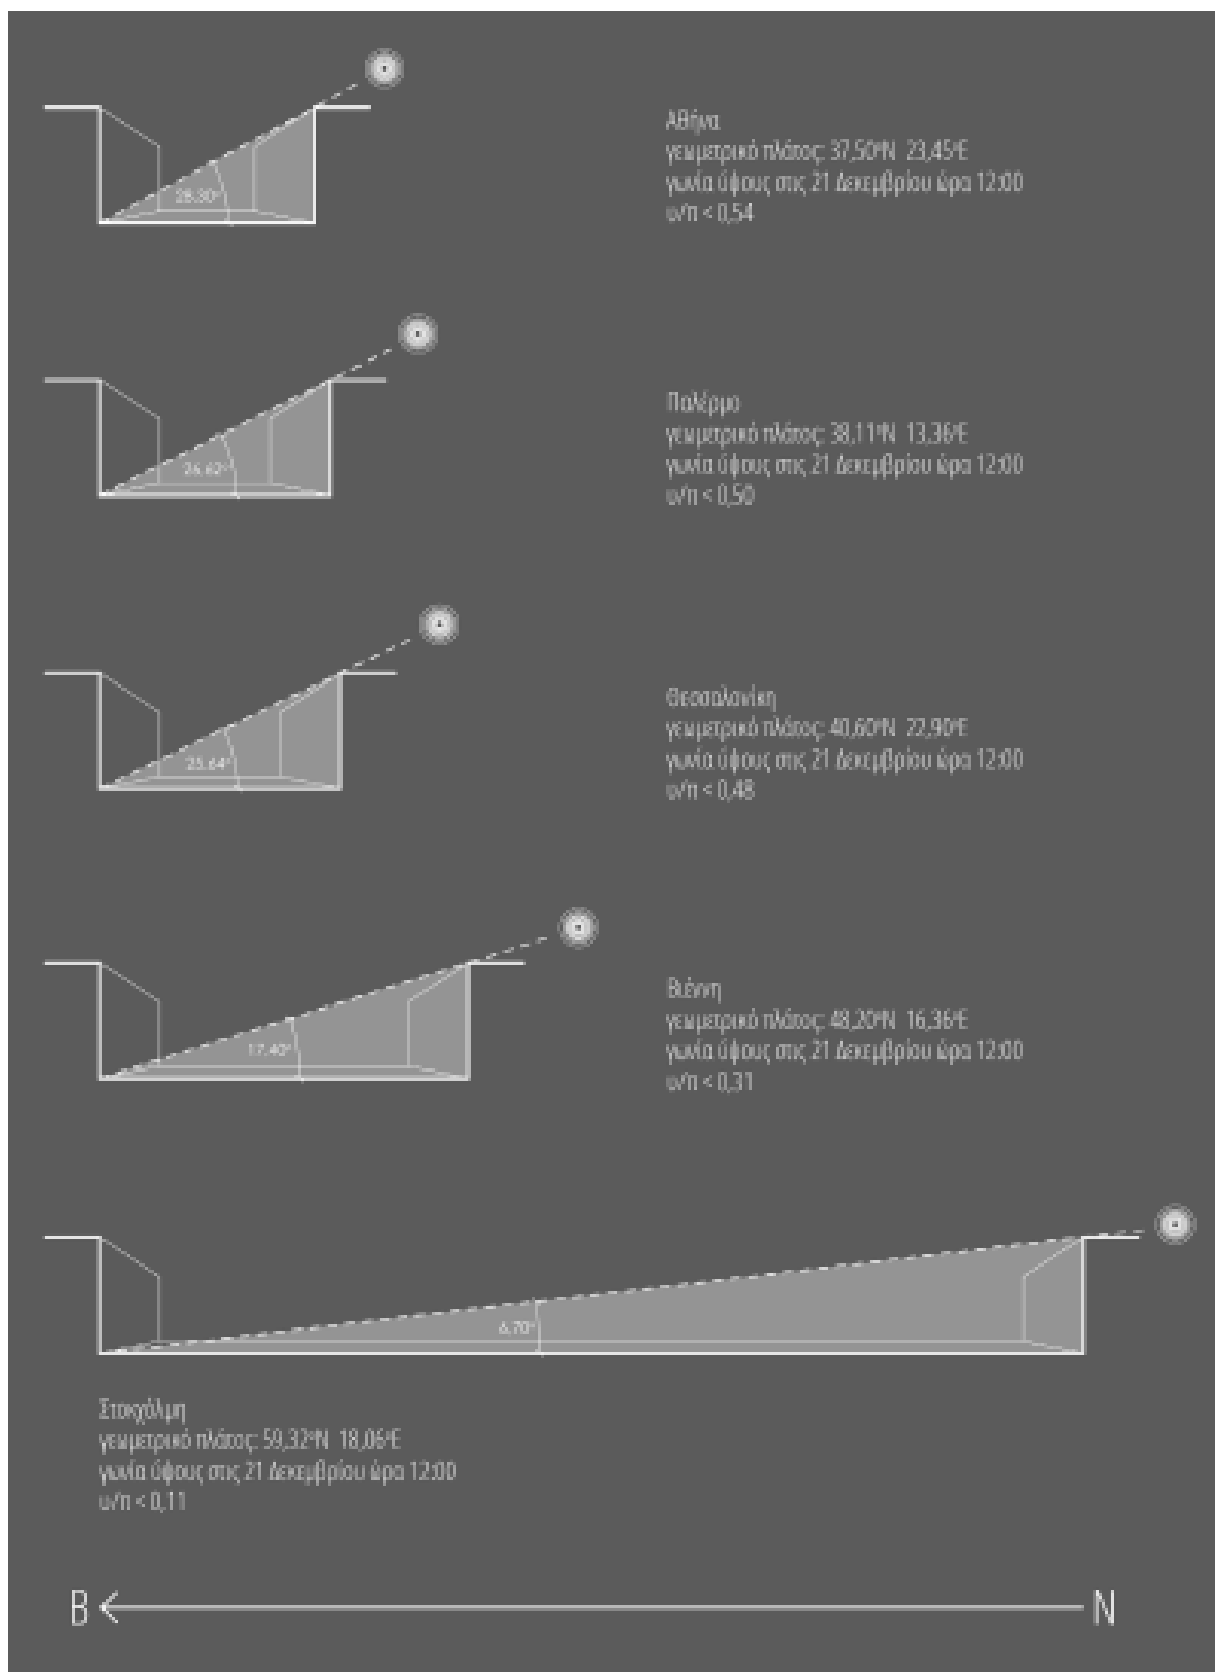 28.30°
Αθήνα
γεωμετρικό πλάτος: 37,50°N 23,45°E
γωνία ύψους στις 21 Δεκεμβρίου ώρα 12:00
υ/π < 0,54
26.62°
Παλέρμο
γεωμετρικό πλάτος: 38,11°N 13,36°E
γωνία ύψους στις 21 Δεκεμβρίου ώρα 12:00
υ/π < 0,50
25.64°
Θεσσαλονίκη
γεωμετρικό πλάτος: 40,60°N 22,90°E
γωνία ύψους στις 21 Δεκεμβρίου ώρα 12:00
υ/π < 0,48
17.40°
Βιέννη
γεωμετρικό πλάτος: 48,20°N 16,36°E
γωνία ύψους στις 21 Δεκεμβρίου ώρα 12:00
υ/π < 0,31
6.70°
Στοκχόλμη
γεωμετρικό πλάτος: 59,32°N 18,06°E
γωνία ύψους στις 21 Δεκεμβρίου ώρα 12:00
υ/π < 0,11
Β Ν